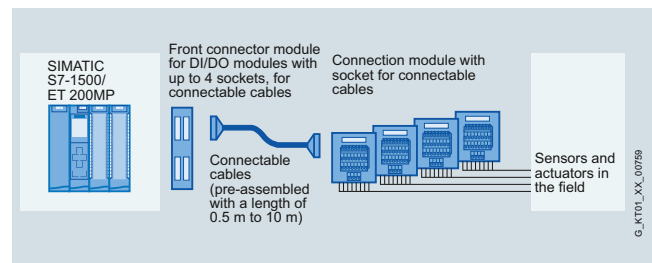 SIMATIC
S7-1500/
ET 200MP
Front connector module
for DI/DO modules with
up to 4 sockets, for
connectable cables
Connectable
cables
(pre-assembled
with a length of
0.5 m to 10 m)
Connection module with
socket for connectable
cables
Sensors and
actuators in
the field
G_KT01_XX_00759